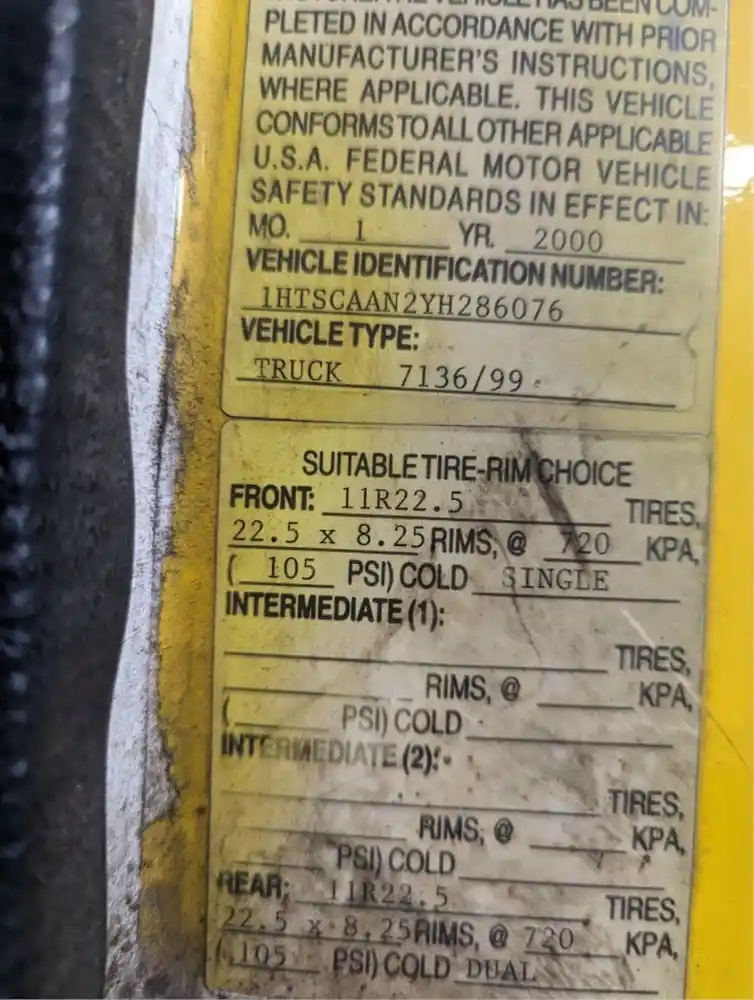 VEHICLE HAS BEEN COM-
PLETED IN ACCORDANCE WITH PRIOR
MANUFACTURER'S INSTRUCTIONS,
WHERE APPLICABLE. THIS VEHICLE
CONFORMS TO ALL OTHER APPLICABLE
U.S.A. FEDERAL MOTOR VEHICLE
SAFETY STANDARDS IN EFFECT IN:
MO. 1 YR. 2000
VEHICLE IDENTIFICATION NUMBER:
1HTSCAAN2YH286076
VEHICLE TYPE:
TRUCK 7136/99
SUITABLE TIRE-RIM CHOICE
FRONT: 11R22.5 TIRES,
22.5 x 8.25 RIMS, @ 720 KPA,
( 105 PSI) COLD SINGLE
INTERMEDIATE (1):
TIRES,
RIMS, @ KPA,
( PSI) COLD
INTERMEDIATE (2):
TIRES,
RIMS, @ KPA,
( PSI) COLD
REAR: 11R22.5 TIRES,
22.5 x 8.25 RIMS, @ 720 KPA,
( 105 PSI) COLD DUAL